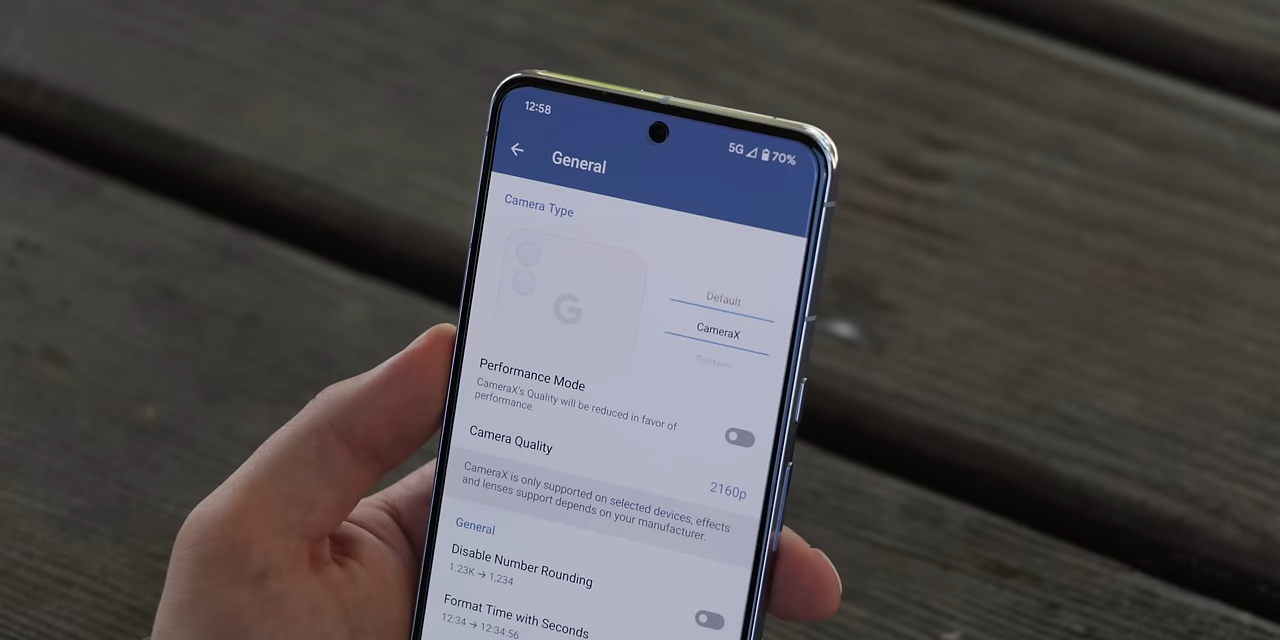 12:58
5G 70%
General
Camera Type
G
Default
CameraX
System
Performance Mode
CameraX's Quality will be reduced in favor of
performance.
Camera Quality
2160p
CameraX is only supported on selected devices, effects
and lenses support depends on your manufacturer.
General
Disable Number Rounding
1.23K → 1,234
Format Time with Seconds
12:34 → 12:34:56